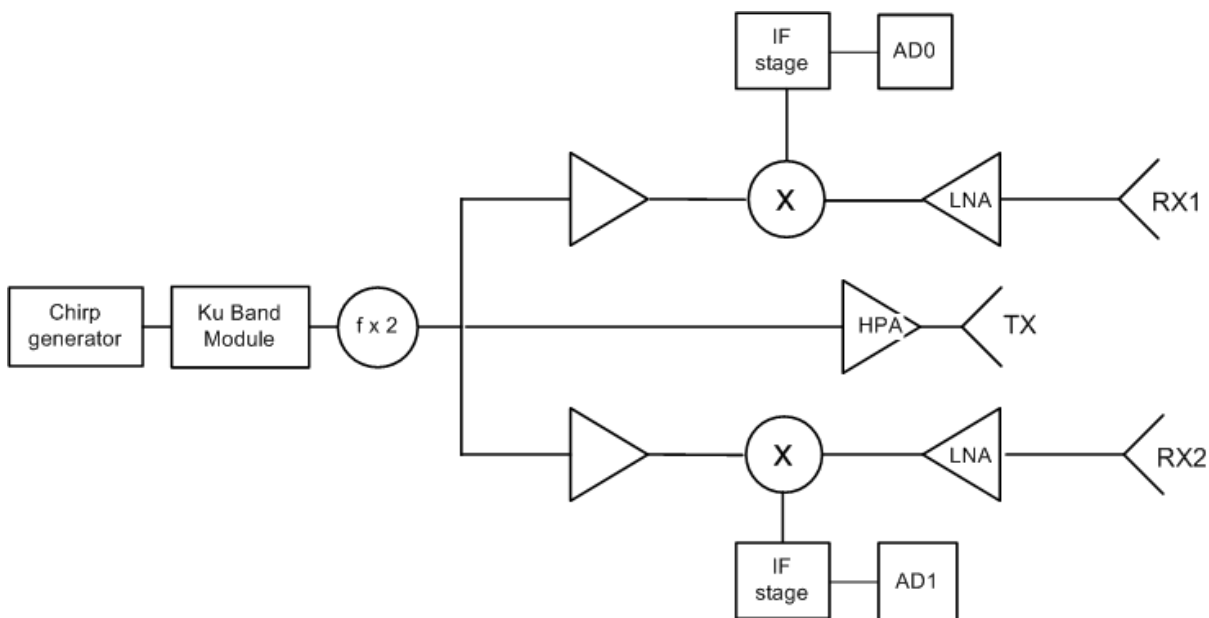 IF
stage
AD0
X
LNA
RX1
Chirp
generator
Ku Band
Module
f x 2
HPA
TX
X
LNA
RX2
IF
stage
AD1